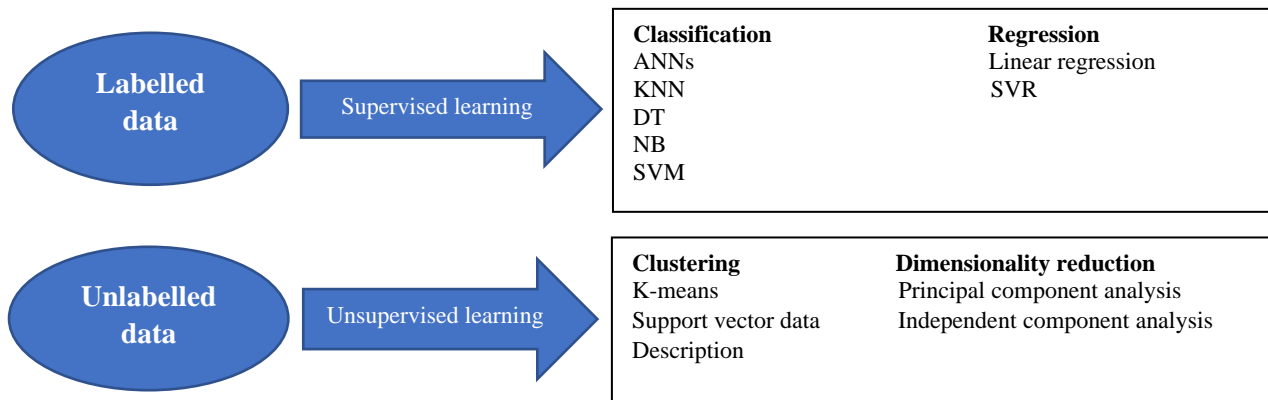 Labelled
data
Supervised learning
Classification
ANNs
KNN
DT
NB
SVM
Regression
Linear regression
SVR
Unlabelled
data
Unsupervised learning
Clustering
K-means
Support vector data
Description
Dimensionality reduction
Principal component analysis
Independent component analysis